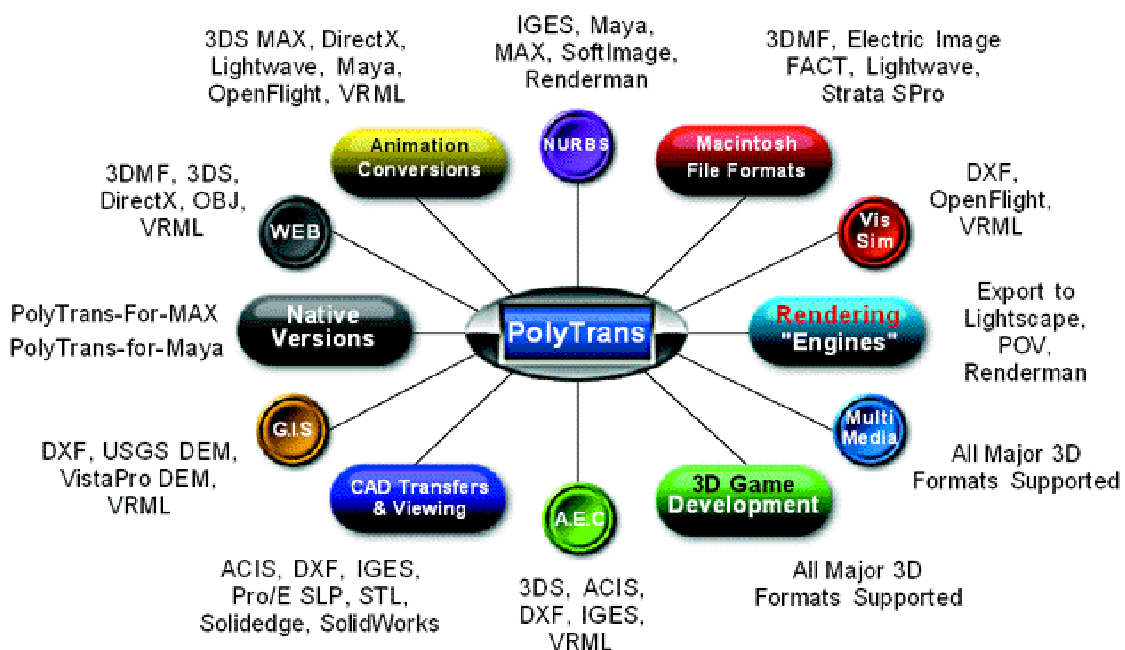 3DS MAX, DirectX,
Lightwave, Maya,
OpenFlight, VRML
IGES, Maya,
MAX, SoftImage,
Renderman
3DMF, Electric Image
FACT, Lightwave,
Strata SPro
Animation
Conversions
NURBS
Macintosh
File Formats
3DMF, 3DS,
DirectX, OBJ,
VRML
WEB
Vis
Sim
DXF,
OpenFlight,
VRML
PolyTrans-For-MAX
PolyTrans-for-Maya
Native
Versions
PolyTrans
Rendering
"Engines"
Export to
Lightscape,
POV,
Renderman
DXF, USGS DEM,
VistaPro DEM,
VRML
G.I.S
Multi
Media
All Major 3D
Formats Supported
CAD Transfers
& Viewing
A.E.C
3D Game
Development
ACIS, DXF, IGES,
Pro/E SLP, STL,
Solidedge, SolidWorks
3DS, ACIS,
DXF, IGES,
VRML
All Major 3D
Formats Supported